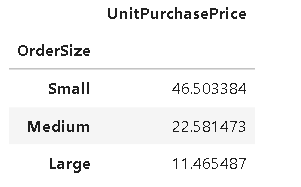 UnitPurchasePrice
OrderSize
Small 46.503384
Medium 22.581473
Large 11.465487